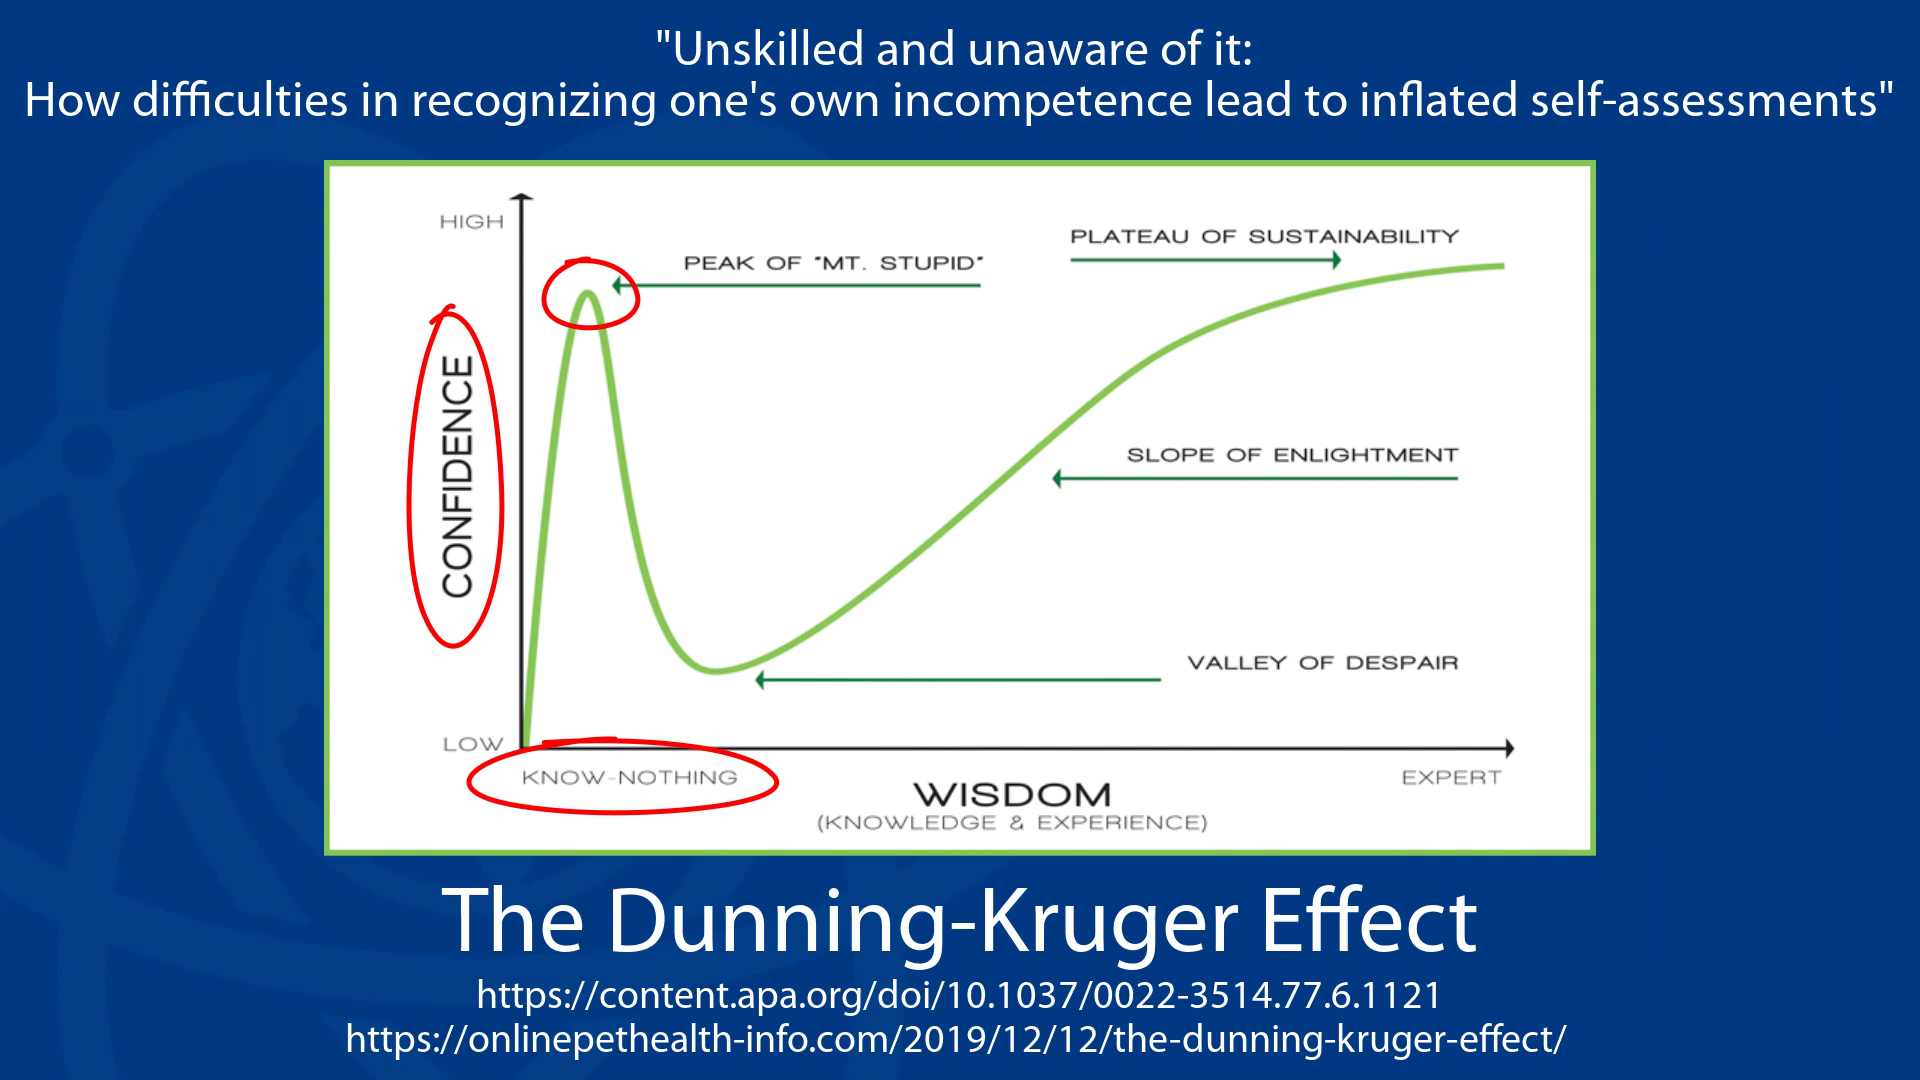 "Unskilled and unaware of it:
How difficulties in recognizing one's own incompetence lead to inflated self-assessments"
HIGH
PLATEAU OF SUSTAINABILITY
PEAK OF "MT. STUPID"
CONFIDENCE
SLOPE OF ENLIGHTMENT
VALLEY OF DESPAIR
LOW
KNOW-NOTHING
EXPERT
WISDOM
(KNOWLEDGE & EXPERIENCE)
The Dunning-Kruger Effect
https://content.apa.org/doi/10.1037/0022-3514.77.6.1121
https://onlinepethealth-info.com/2019/12/12/the-dunning-kruger-effect/